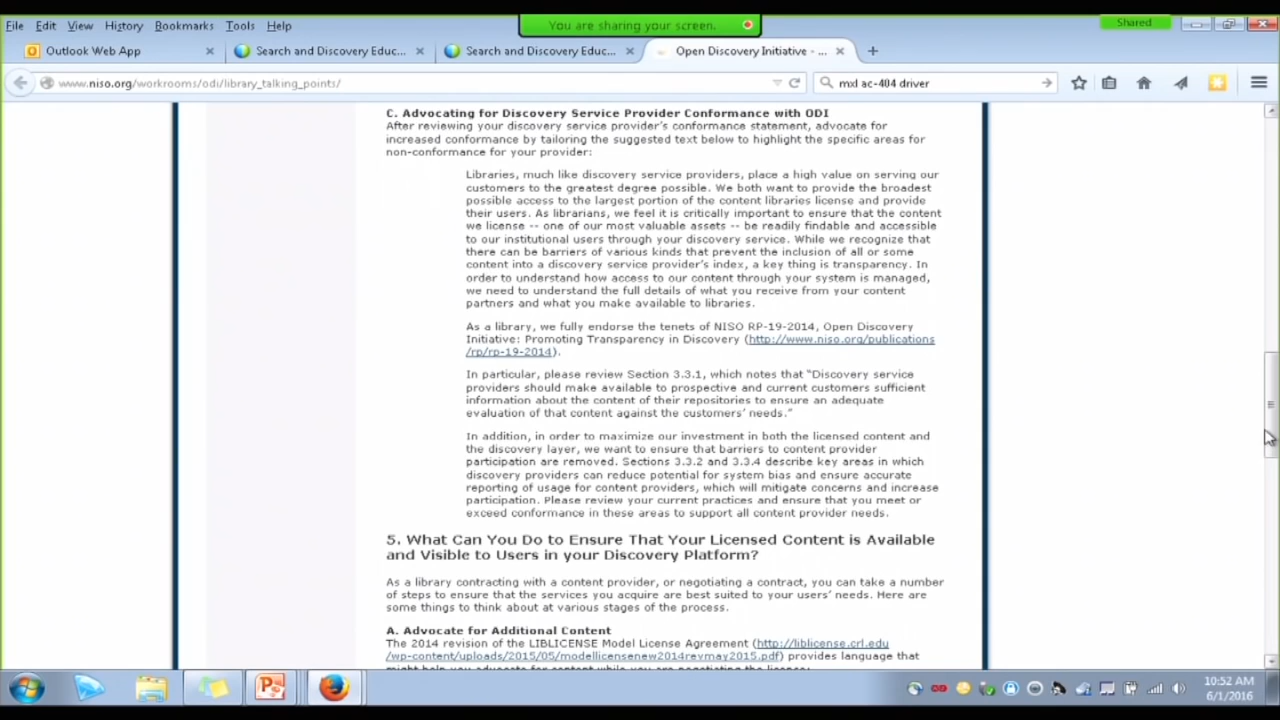 File Edit View History Bookmarks Tools Help
You are sharing your screen.
Shared
Outlook Web App
Search and Discovery Educ...
Search and Discovery Educ...
Open Discovery Initiative - ...
www.niso.org/workrooms/odi/library_talking_points/
mxl ac-404 driver
C. Advocating for Discovery Service Provider Conformance with ODI
After reviewing your discovery service provider's conformance statement, advocate for
increased conformance by tailoring the suggested text below to highlight the specific areas for
non-conformance for your provider:
Libraries, much like discovery service providers, place a high value on serving our
customers to the greatest degree possible. We both want to provide the broadest
possible access to the largest portion of the content libraries license and provide
their users. As librarians, we feel it is critically important to ensure that the content
we license -- one of our most valuable assets -- be readily findable and accessible
to our institutional users through your discovery service. While we recognize that
there can be barriers of various kinds that prevent the inclusion of all or some
content into a discovery service provider's index, a key thing is transparency. In
order to understand how access to our content through your system is managed,
we need to understand the full details of what you receive from your content
partners and what you make available to libraries.
As a library, we fully endorse the tenets of NISO RP-19-2014, Open Discovery
Initiative: Promoting Transparency in Discovery (http://www.niso.org/publications
/rp/rp-19-2014).
In particular, please review Section 3.3.1, which notes that "Discovery service
providers should make available to prospective and current customers sufficient
information about the content of their repositories to ensure an adequate
evaluation of that content against the customers' needs."
In addition, in order to maximize our investment in both the licensed content and
the discovery layer, we want to ensure that barriers to content provider
participation are removed. Sections 3.3.2 and 3.3.4 describe key areas in which
discovery providers can reduce potential for system bias and ensure accurate
reporting of usage for content providers, which will mitigate concerns and increase
participation. Please review your current practices and ensure that you meet or
exceed conformance in these areas to support all content provider needs.
5. What Can You Do to Ensure That Your Licensed Content is Available
and Visible to Users in your Discovery Platform?
As a library contracting with a content provider, or negotiating a contract, you can take a number
of steps to ensure that the services you acquire are best suited to your users' needs. Here are
some things to think about at various stages of the process.
A. Advocate for Additional Content
The 2014 revision of the LIBLICENSE Model License Agreement (http://liblicense.crl.edu
/wp-content/uploads/2015/05/modellicensenew2014revmay2015.pdf) provides language that
might help you advocate for content while you are negotiating the license:
10:52 AM
6/1/2016